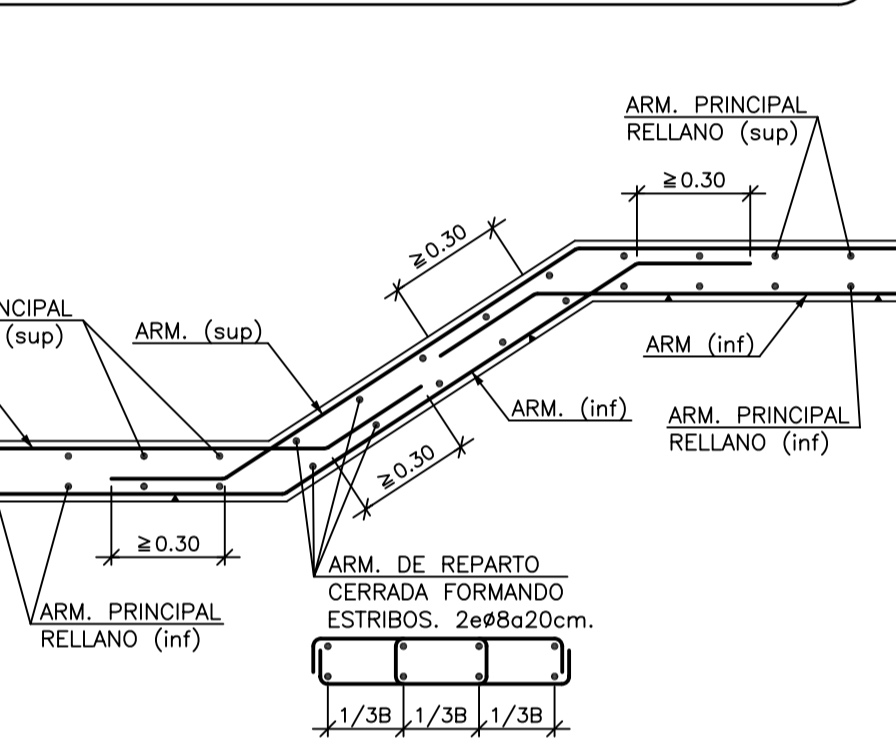 ARM. PRINCIPAL
RELLANO (sup)
≧0.30
≧0.30
NCIPAL
(sup)
ARM. (sup)
ARM (inf)
ARM. (inf)
ARM. PRINCIPAL
RELLANO (inf)
≧0.30
≧0.30
ARM. PRINCIPAL
RELLANO (inf)
ARM. DE REPARTO
CERRADA FORMANDO
ESTRIBOS. 2eø8a20cm.
1/3B 1/3B 1/3B